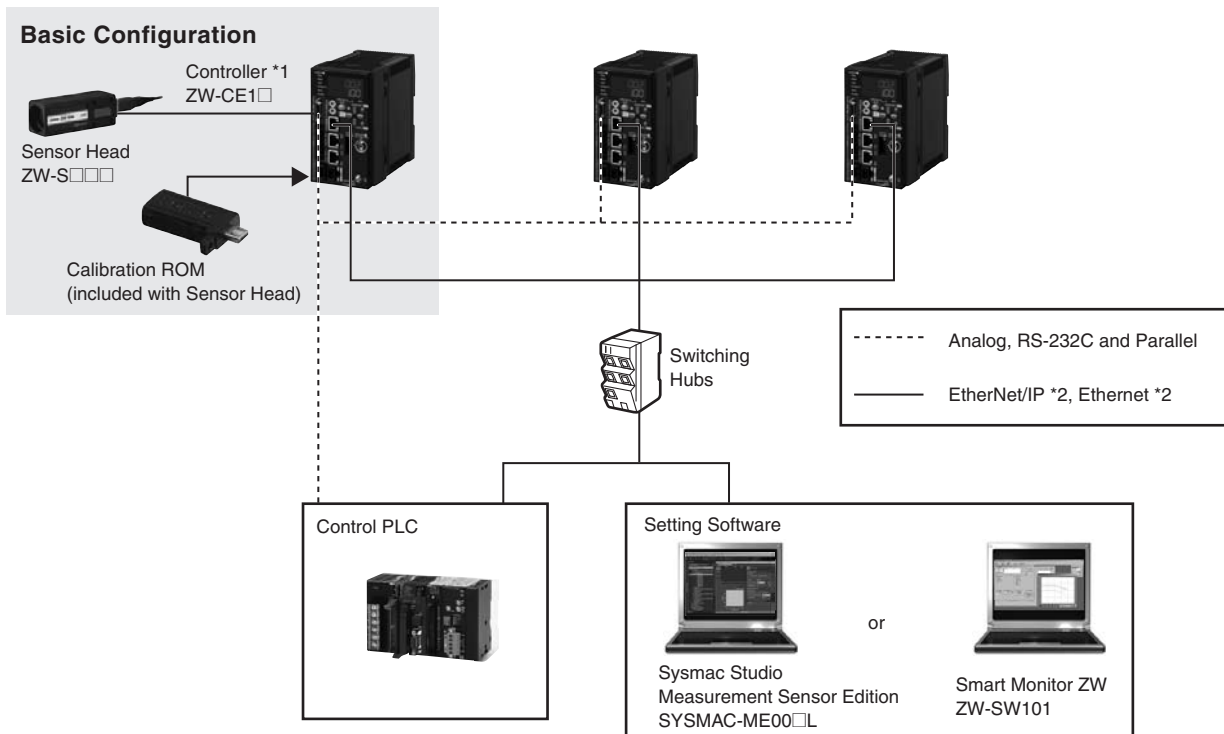 Basic Configuration
Controller *1
ZW-CE1□
Sensor Head
ZW-S□□□
Calibration ROM
(included with Sensor Head)
Switching
Hubs
Analog, RS-232C and Parallel
EtherNet/IP *2, Ethernet *2
Control PLC
Setting Software
Sysmac Studio
Measurement Sensor Edition
SYSMAC-ME00□L
or
Smart Monitor ZW
ZW-SW101